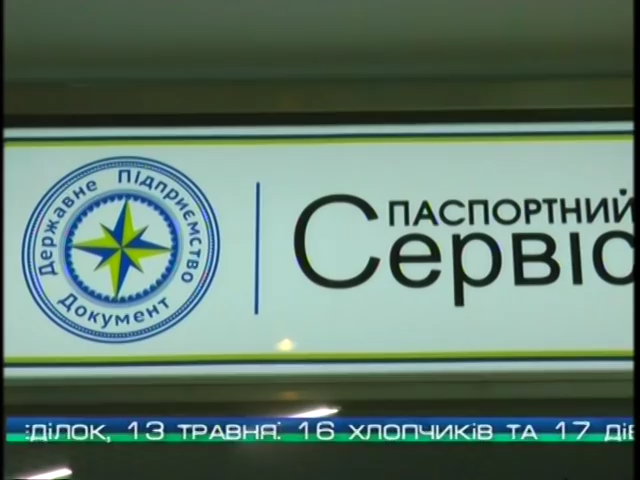 Державне Підприємство
Документ
ПАСПОРТНИЙ
Сервіс
ділок, 13 травня: 16 хлопчиків та 17 дів